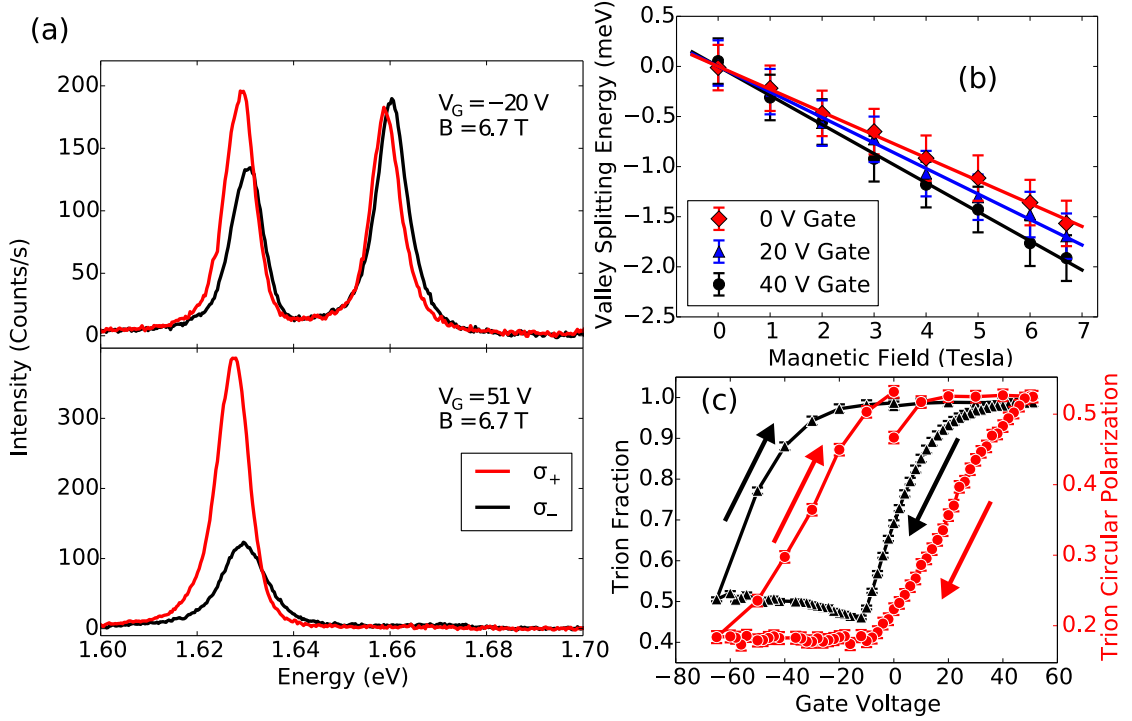 (a)
Intensity (Counts/s)
200
150
100
50
0
V_G=−20 V
B=6.7 T
300
200
100
0
V_G=51 V
B=6.7 T
σ₊
σ₋
1.60 1.62 1.64 1.66 1.68 1.70
Energy (eV)
(b)
Valley Splitting Energy (meV)
0.5
0.0
−0.5
−1.0
−1.5
−2.0
−2.5
0 V Gate
20 V Gate
40 V Gate
0 1 2 3 4 5 6 7
Magnetic Field (Tesla)
(c)
Trion Fraction
1.0
0.9
0.8
0.7
0.6
0.5
0.4
0.5
0.4
0.3
0.2
Trion Circular Polarization
−80 −60 −40 −20 0 20 40 60
Gate Voltage